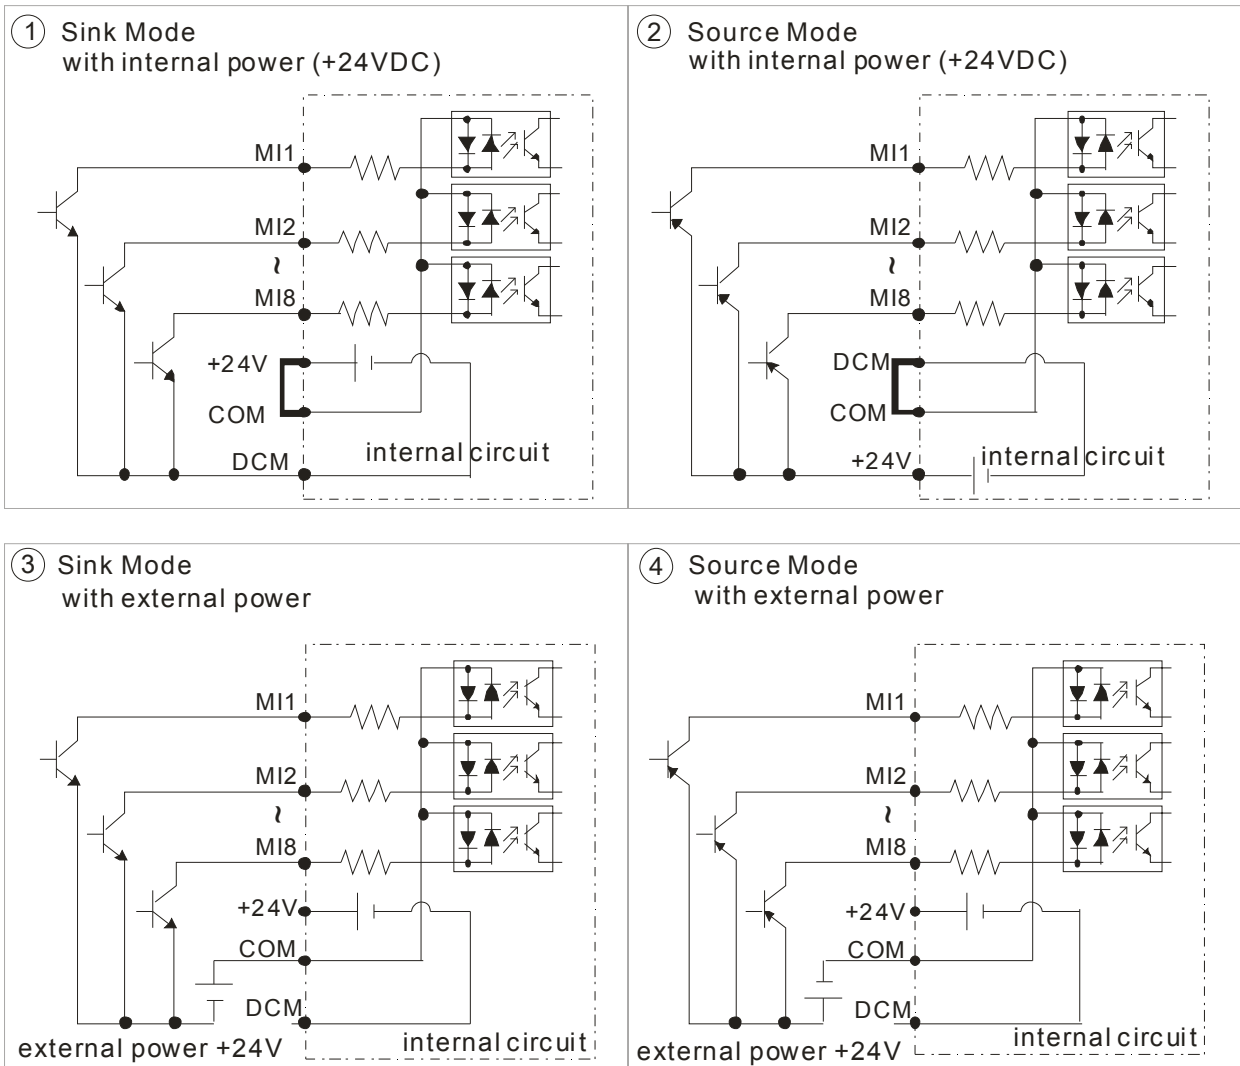 1 Sink Mode
with internal power (+24VDC)
MI1
MI2
~
MI8
+24V
COM
DCM
internal circuit
2 Source Mode
with internal power (+24VDC)
MI1
MI2
~
MI8
DCM
COM
+24V
internal circuit
3 Sink Mode
with external power
MI1
MI2
~
MI8
+24V
COM
DCM
internal circuit
external power +24V
4 Source Mode
with external power
MI1
MI2
~
MI8
+24V
COM
DCM
internal circuit
external power +24V